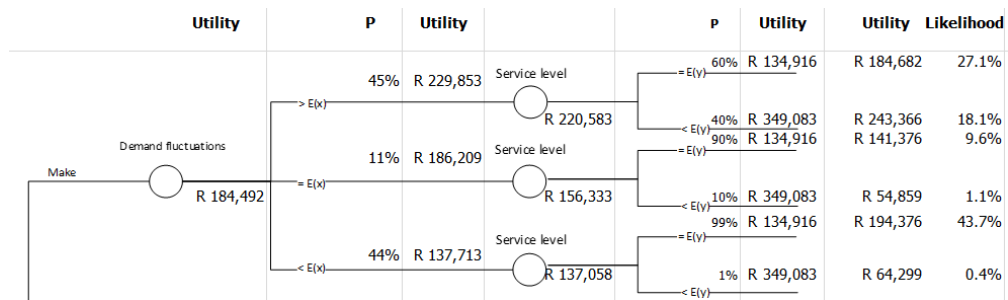 Utility P Utility P Utility Utility Likelihood
60% R 134,916 R 184,682 27.1%
45% R 229,853 Service level = E(y)
> E(x)
R 220,583 40% R 349,083 R 243,366 18.1%
< E(y)
Demand fluctuations 90% R 134,916 R 141,376 9.6%
11% R 186,209 Service level = E(y)
Make = E(x)
R 184,492 R 156,333 10% R 349,083 R 54,859 1.1%
< E(y)
99% R 134,916 R 194,376 43.7%
44% R 137,713 Service level = E(y)
< E(x)
R 137,058 1% R 349,083 R 64,299 0.4%
< E(y)